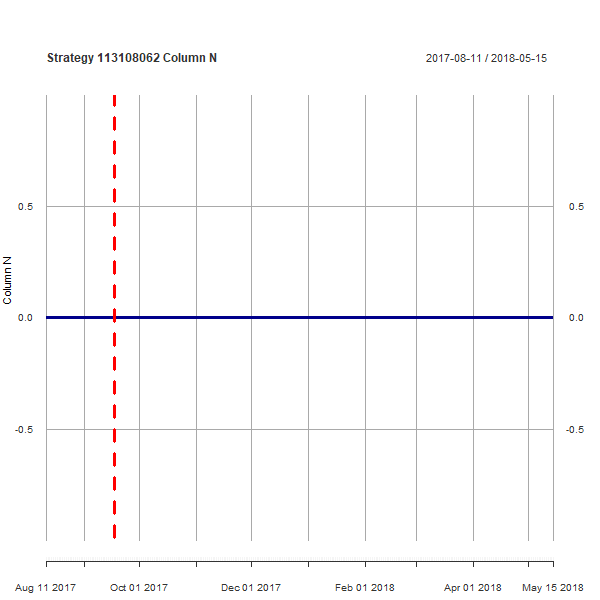 Strategy 113108062 Column N
2017-08-11 / 2018-05-15
0.5
0.5
Column N
0.0
0.0
-0.5
-0.5
Aug 11 2017
Oct 01 2017
Dec 01 2017
Feb 01 2018
Apr 01 2018
May 15 2018